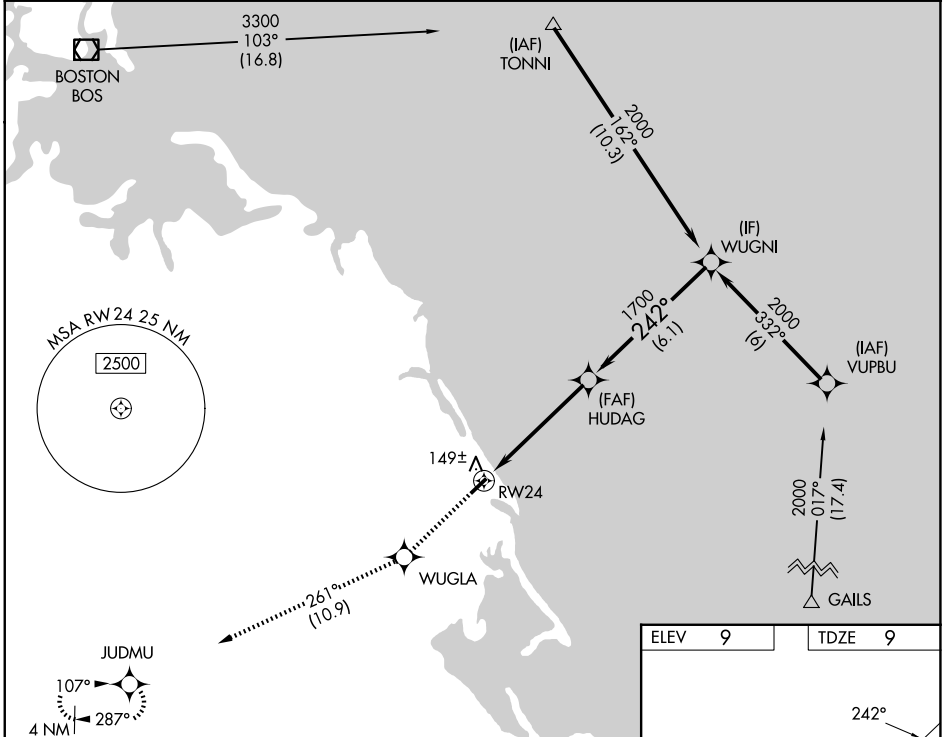 3300
103°
(16.8)
BOSTON
BOS
(IAF)
TONNI
2000
162°
(10.3)
(IF)
WUGNI
1700
242°
(6.1)
2000
332°
(6)
(IAF)
VUPBU
(FAF)
HUDAG
MSA RW24 25 NM
2500
149±
RW24
2000
017°
(17.4)
GAILS
WUGLA
261°
(10.9)
JUDMU
107°
287°
4 NM
ELEV 9
TDZE 9
242°